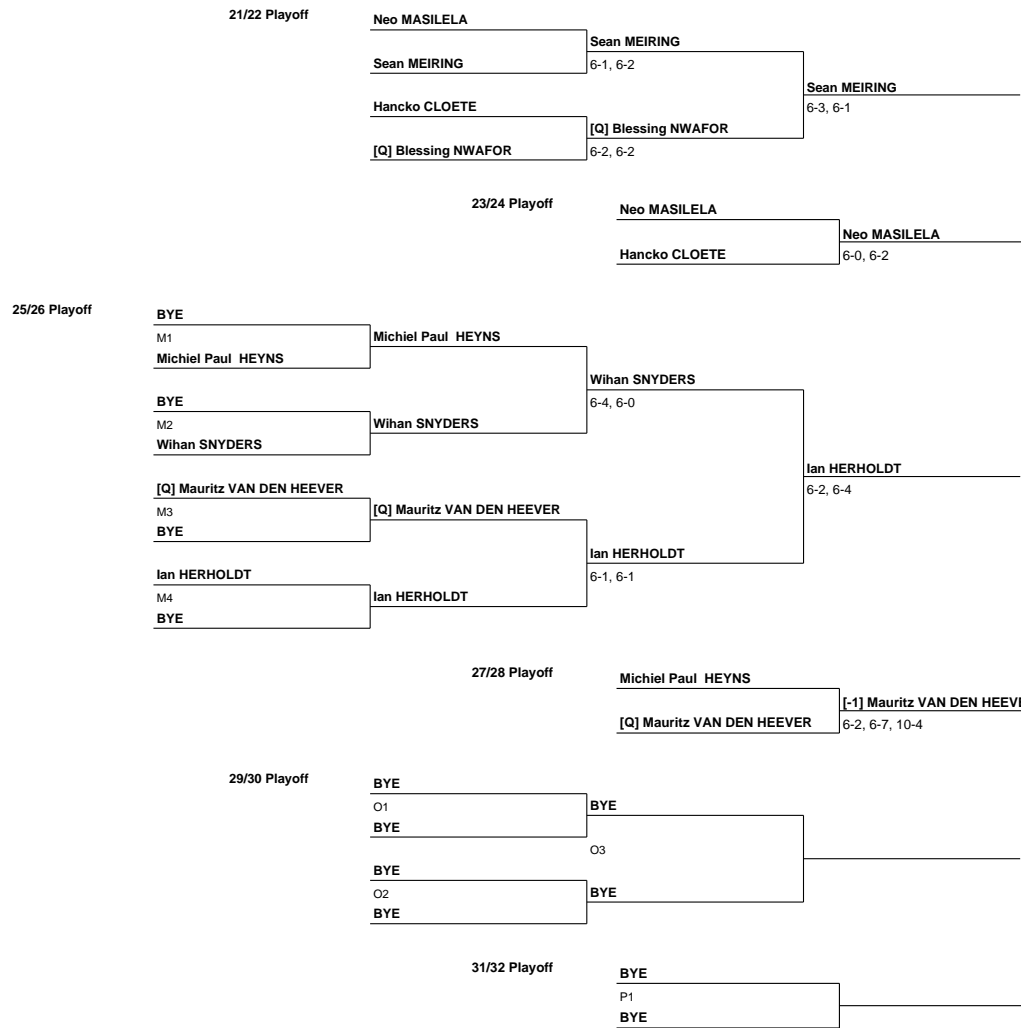 21/22 Playoff
Neo MASILELA
Sean MEIRING
Sean MEIRING
6-1, 6-2
Sean MEIRING
6-3, 6-1
Hancko CLOETE
[Q] Blessing NWAFOR
[Q] Blessing NWAFOR
6-2, 6-2
23/24 Playoff
Neo MASILELA
Neo MASILELA
Hancko CLOETE
6-0, 6-2
25/26 Playoff
BYE
M1
Michiel Paul  HEYNS
Michiel Paul  HEYNS
Wihan SNYDERS
6-4, 6-0
BYE
M2
Wihan SNYDERS
Wihan SNYDERS
Ian HERHOLDT
6-2, 6-4
[Q] Mauritz VAN DEN HEEVER
M3
[Q] Mauritz VAN DEN HEEVER
BYE
Ian HERHOLDT
6-1, 6-1
Ian HERHOLDT
M4
Ian HERHOLDT
BYE
27/28 Playoff
Michiel Paul  HEYNS
[-1] Mauritz VAN DEN HEEVE
[Q] Mauritz VAN DEN HEEVER
6-2, 6-7, 10-4
29/30 Playoff
BYE
O1
BYE
BYE
O3
BYE
O2
BYE
BYE
31/32 Playoff
BYE
P1
BYE